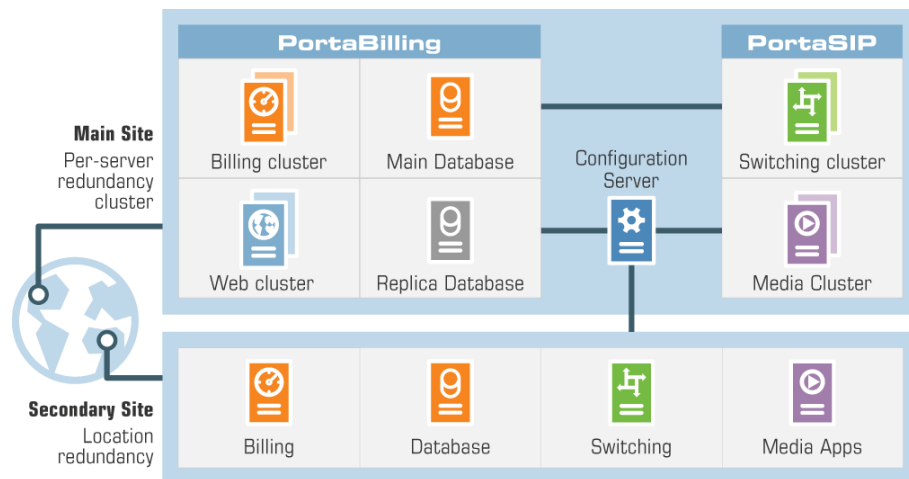 PortaBilling
PortaSIP
Billing cluster
Main Database
Configuration
Server
Switching cluster
Main Site
Per-server
redundancy
cluster
Web cluster
Replica Database
Media Cluster
Secondary Site
Location
redundancy
Billing
Database
Switching
Media Apps